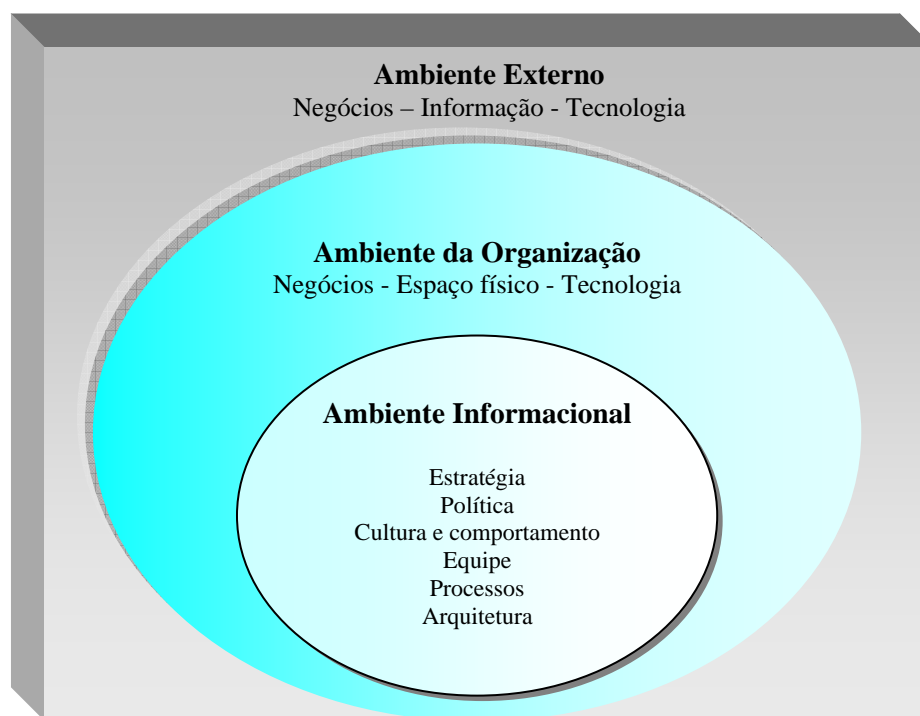 Ambiente Externo
Negócios – Informação - Tecnologia
Ambiente da Organização
Negócios - Espaço físico - Tecnologia
Ambiente Informacional
Estratégia
Política
Cultura e comportamento
Equipe
Processos
Arquitetura